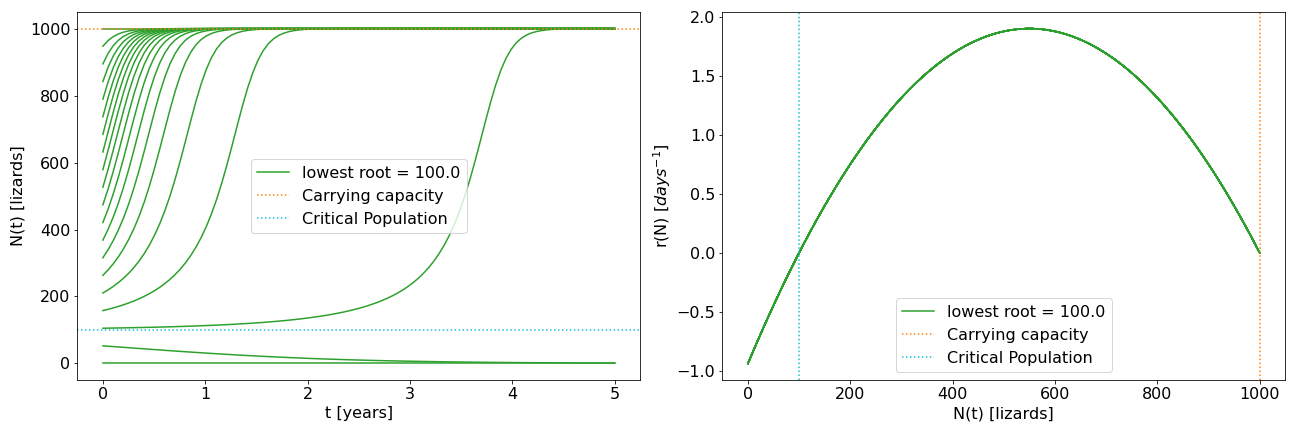 N(t) [lizards]
1000
800
600
400
200
0
lowest root = 100.0
Carrying capacity
Critical Population
0 1 2 3 4 5
t [years]
r(N) [days⁻¹]
2.0
1.5
1.0
0.5
0.0
−0.5
−1.0
lowest root = 100.0
Carrying capacity
Critical Population
0 200 400 600 800 1000
N(t) [lizards]